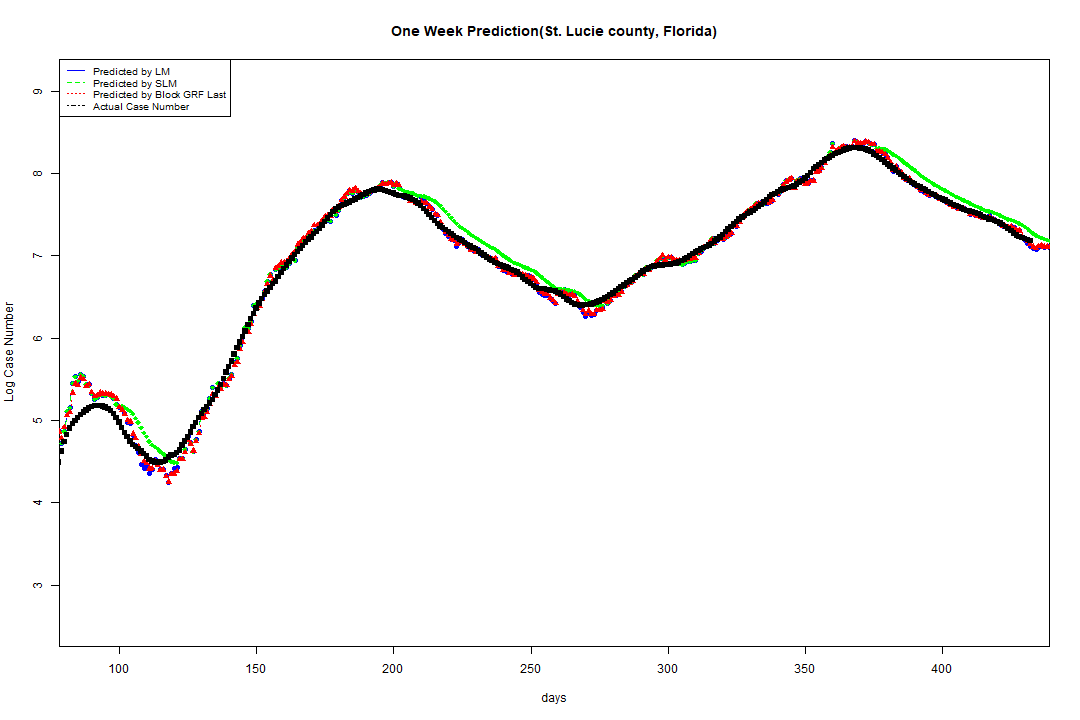 One Week Prediction(St. Lucie county, Florida)
Predicted by LM
Predicted by SLM
Predicted by Block GRF Last
Actual Case Number
9
8
7
6
5
4
3
Log Case Number
100 150 200 250 300 350 400
days